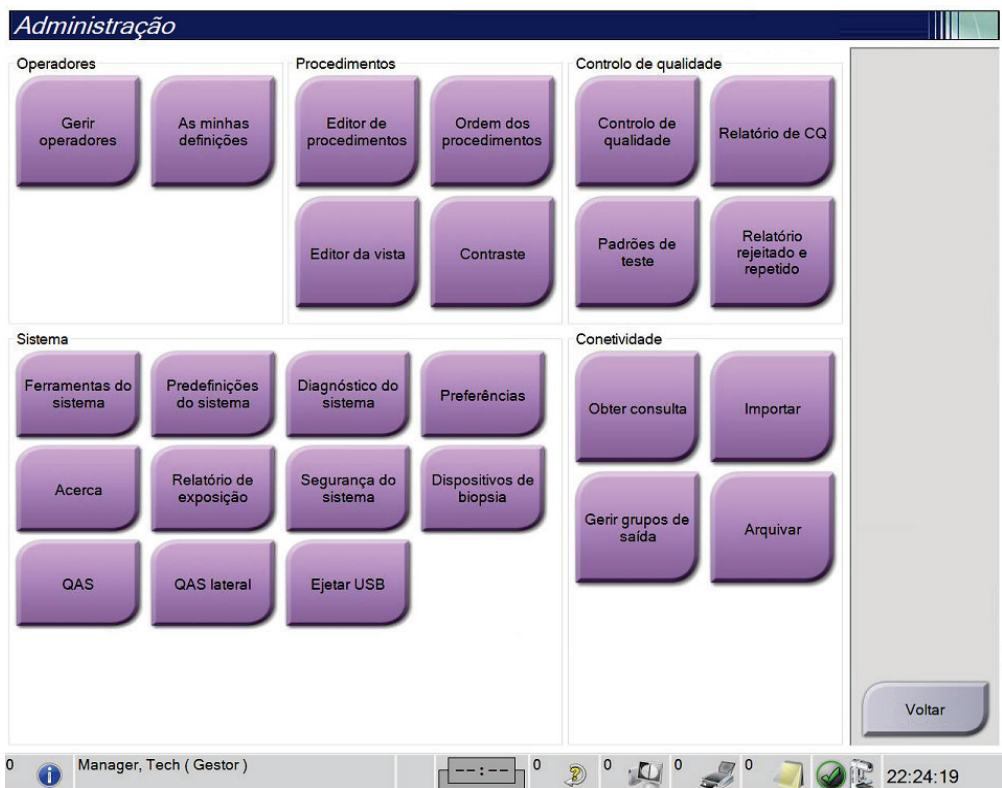 Administração
Operadores
Gerir
operadores
As minhas
definições
Procedimentos
Editor de
procedimentos
Ordem dos
procedimentos
Editor da vista
Contraste
Controlo de qualidade
Controlo de
qualidade
Relatório de CQ
Padrões de
teste
Relatório
rejeitado e
repetido
Sistema
Ferramentas do
sistema
Predefinições
do sistema
Diagnóstico do
sistema
Preferências
Acerca
Relatório de
exposição
Segurança do
sistema
Dispositivos de
biopsia
QAS
QAS lateral
Ejetar USB
Conetividade
Obter consulta
Importar
Gerir grupos de
saída
Arquivar
Voltar
0
Manager, Tech ( Gestor )
--:--
0
0
0
0
22:24:19